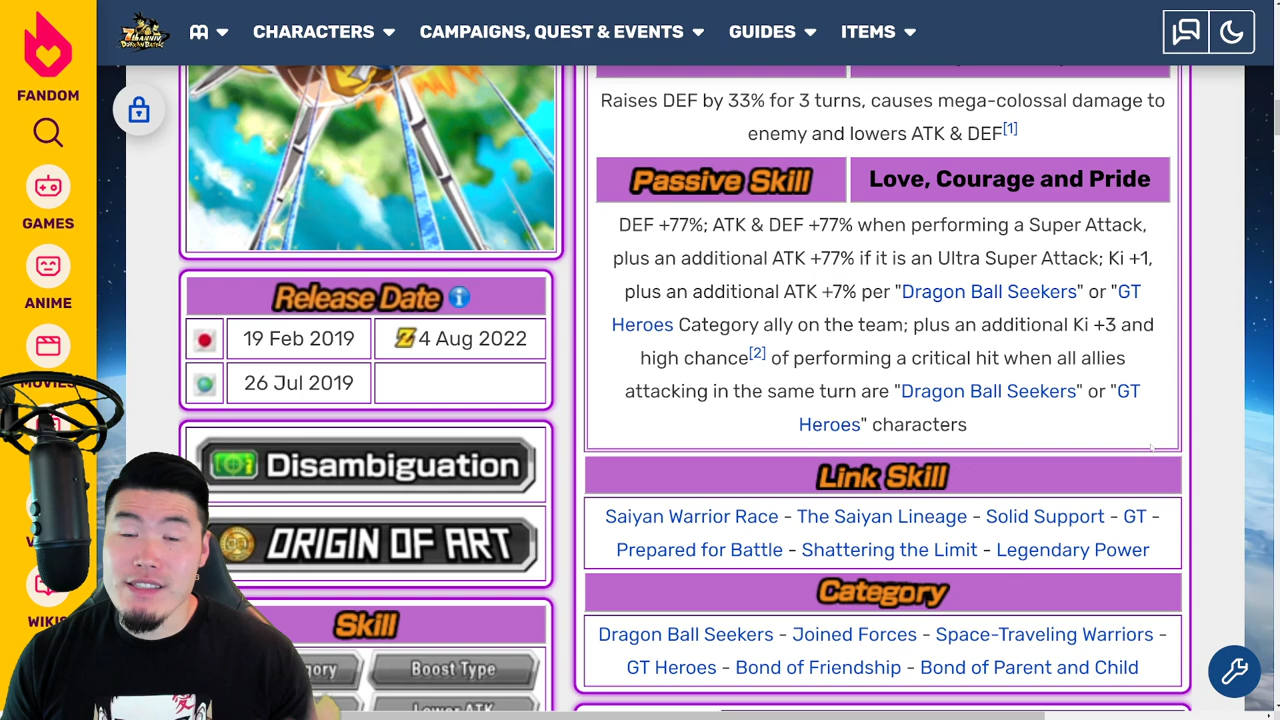 FANDOM
GAMES
ANIME
MOVIES
WIKIS
7th ANNIV
DOKKAN BATTLE
CHARACTERS
CAMPAIGNS, QUEST & EVENTS
GUIDES
ITEMS
Release Date
19 Feb 2019
4 Aug 2022
26 Jul 2019
Disambiguation
ORIGIN OF ART
Skill
Boost Type
Raises DEF by 33% for 3 turns, causes mega-colossal damage to
enemy and lowers ATK & DEF[1]
Passive Skill
Love, Courage and Pride
DEF +77%; ATK & DEF +77% when performing a Super Attack,
plus an additional ATK +77% if it is an Ultra Super Attack; Ki +1,
plus an additional ATK +7% per "Dragon Ball Seekers" or "GT
Heroes Category ally on the team; plus an additional Ki +3 and
high chance[2] of performing a critical hit when all allies
attacking in the same turn are "Dragon Ball Seekers" or "GT
Heroes" characters
Link Skill
Saiyan Warrior Race - The Saiyan Lineage - Solid Support - GT -
Prepared for Battle - Shattering the Limit - Legendary Power
Category
Dragon Ball Seekers - Joined Forces - Space-Traveling Warriors -
GT Heroes - Bond of Friendship - Bond of Parent and Child